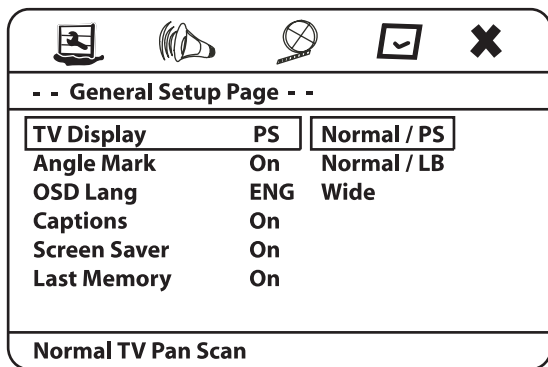 - - General Setup Page - -
TV Display PS Normal / PS
Angle Mark On Normal / LB
OSD Lang ENG Wide
Captions On
Screen Saver On
Last Memory On
Normal TV Pan Scan